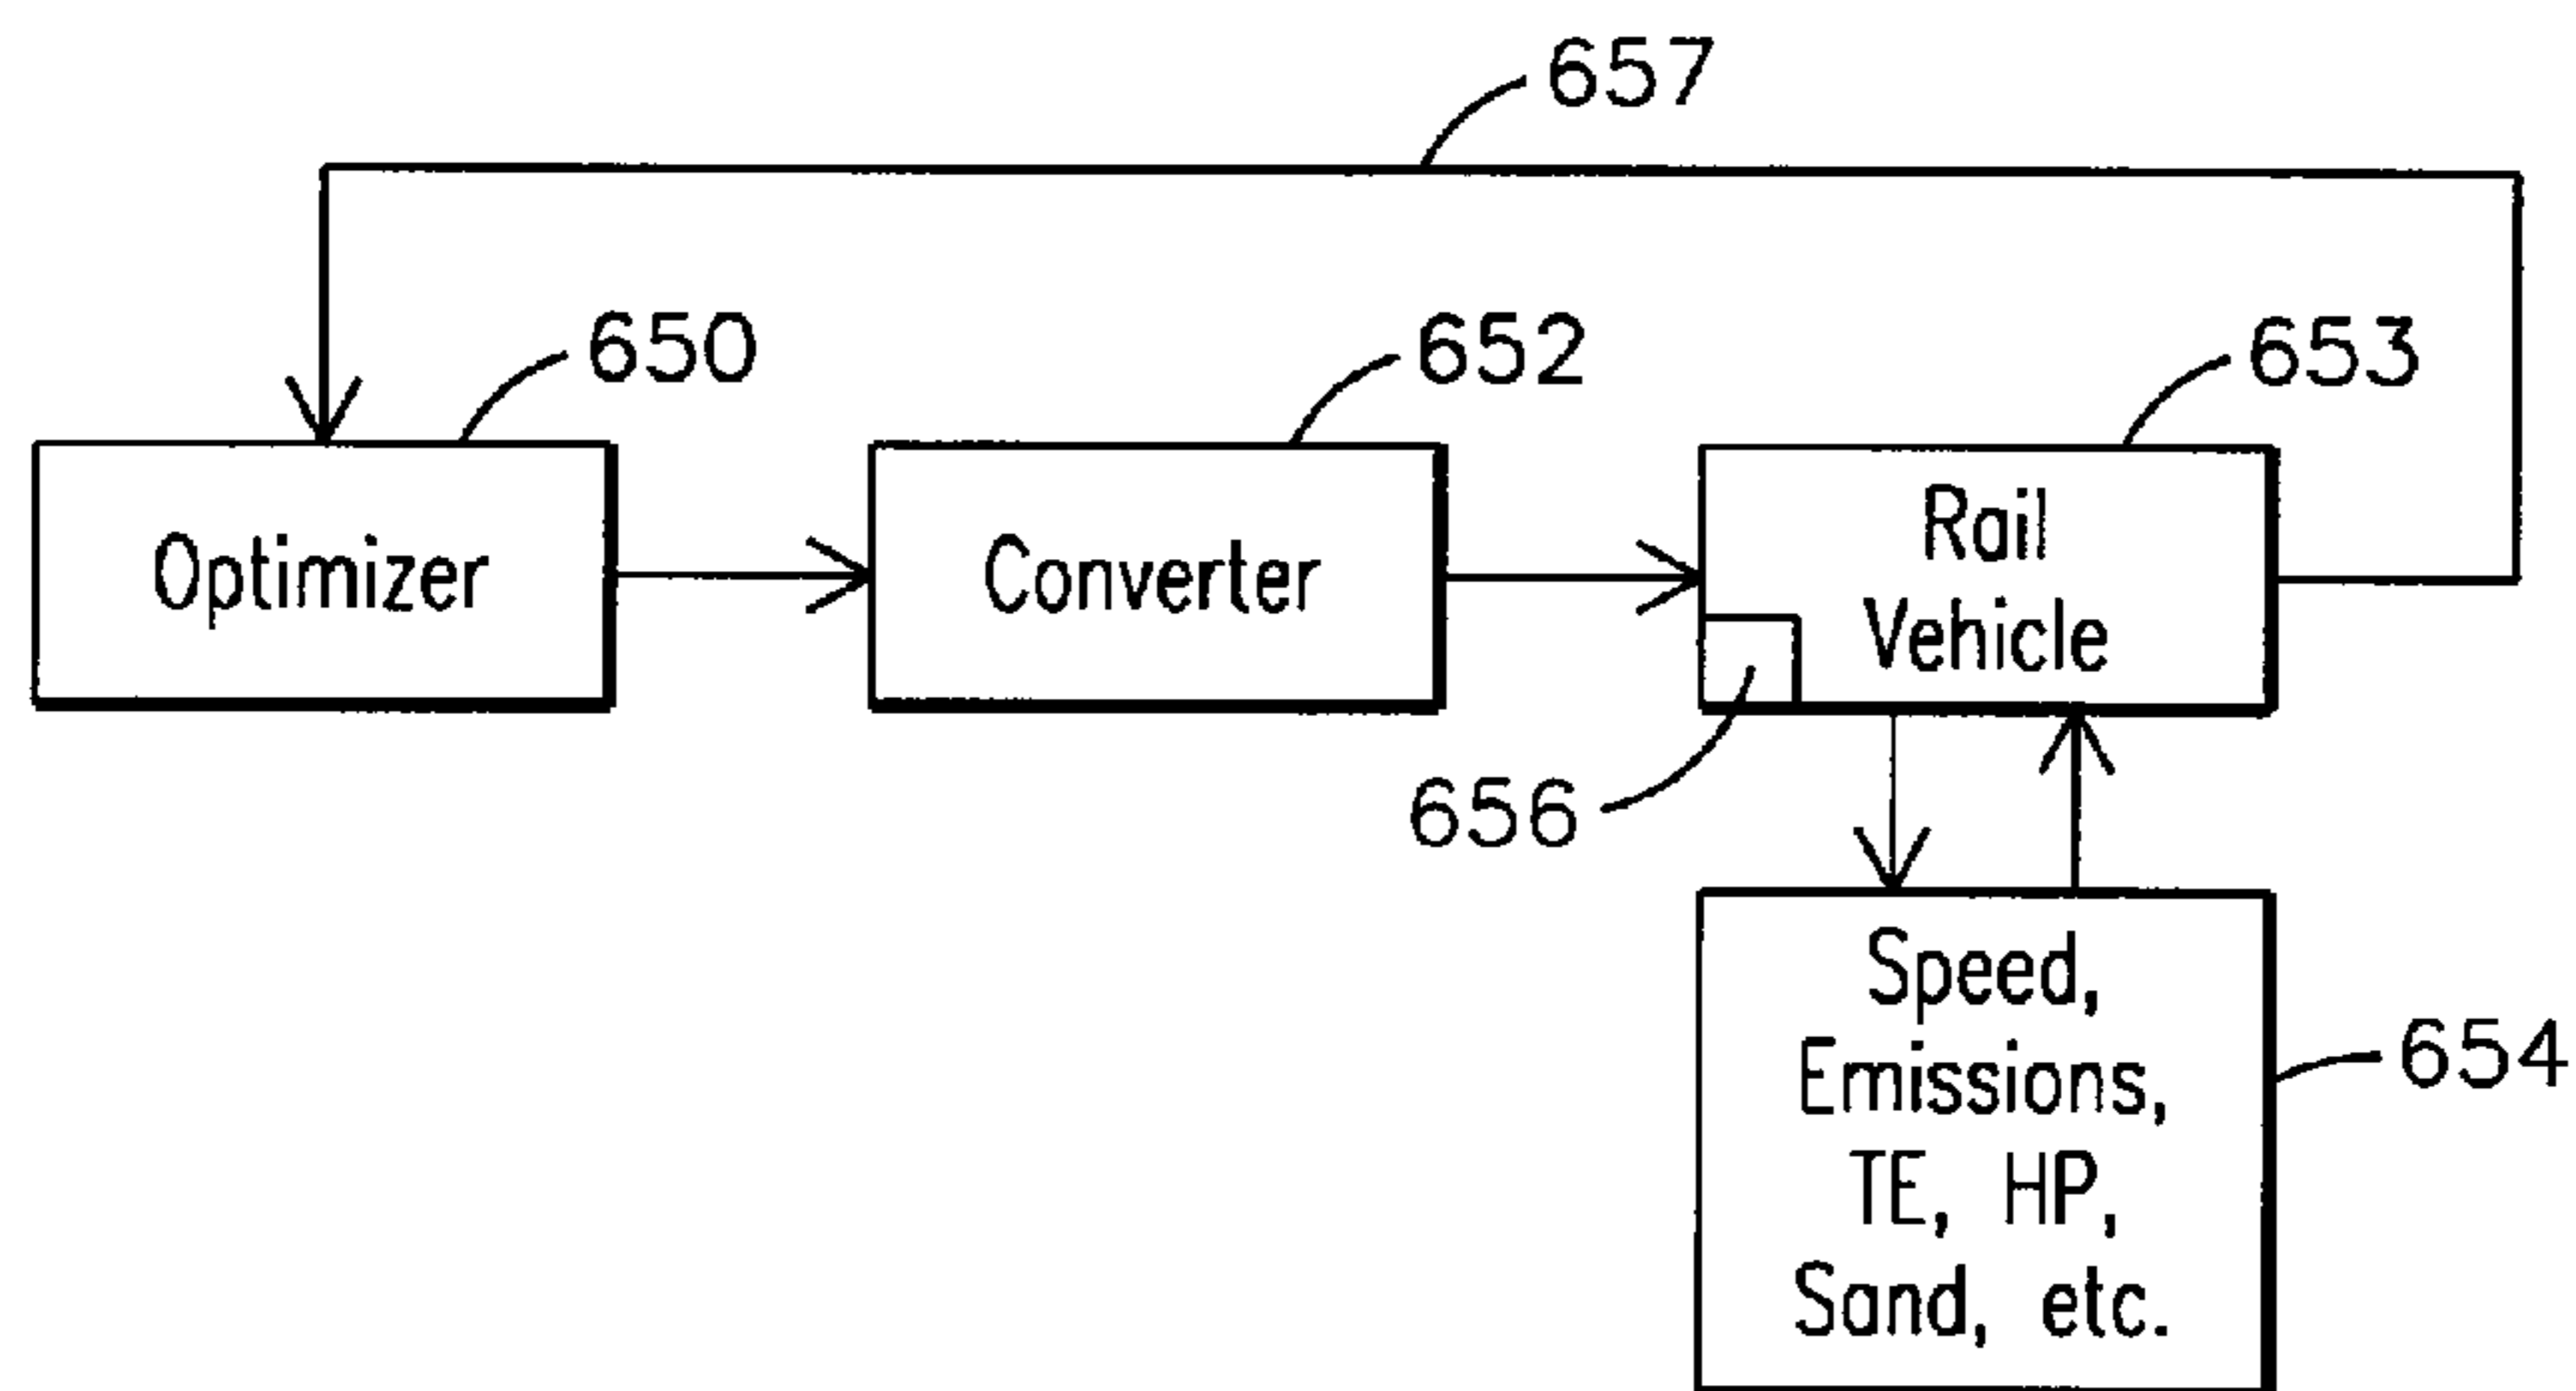 657
650
652
653
Optimizer
Converter
Rail
Vehicle
656
Speed,
Emissions,
TE, HP,
Sand, etc.
654